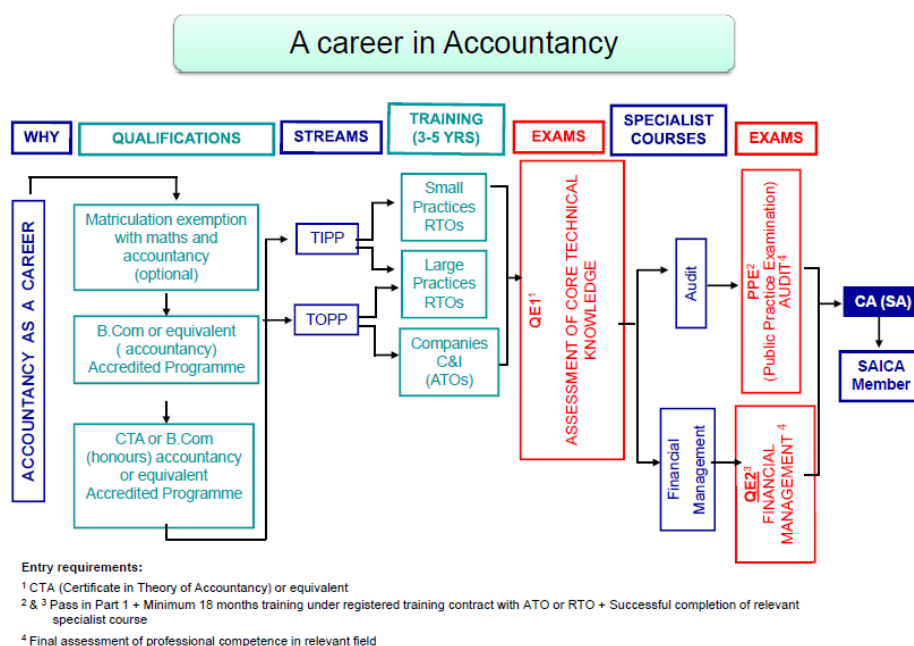 A career in Accountancy
WHY
QUALIFICATIONS
STREAMS
TRAINING
(3-5 YRS)
EXAMS
SPECIALIST
COURSES
EXAMS
ACCOUNTANCY AS A CAREER
Matriculation exemption
with maths and
accountancy
(optional)
B.Com or equivalent
( accountancy)
Accredited Programme
CTA or B.Com
(honours) accountancy
or equivalent
Accredited Programme
TIPP
TOPP
Small
Practices
RTOs
Large
Practices
RTOs
Companies
C&I
(ATOs)
QE1¹
ASSESSMENT OF CORE TECHNICAL
KNOWLEDGE
Audit
Financial
Management
PPE²
(Public Practice Examination)
AUDIT⁴
QE2³
FINANCIAL
MANAGEMENT ⁴
CA (SA)
SAICA
Member
Entry requirements:
¹ CTA (Certificate in Theory of Accountancy) or equivalent
² & ³ Pass in Part 1 + Minimum 18 months training under registered training contract with ATO or RTO + Successful completion of relevant
specialist course
⁴ Final assessment of professional competence in relevant field